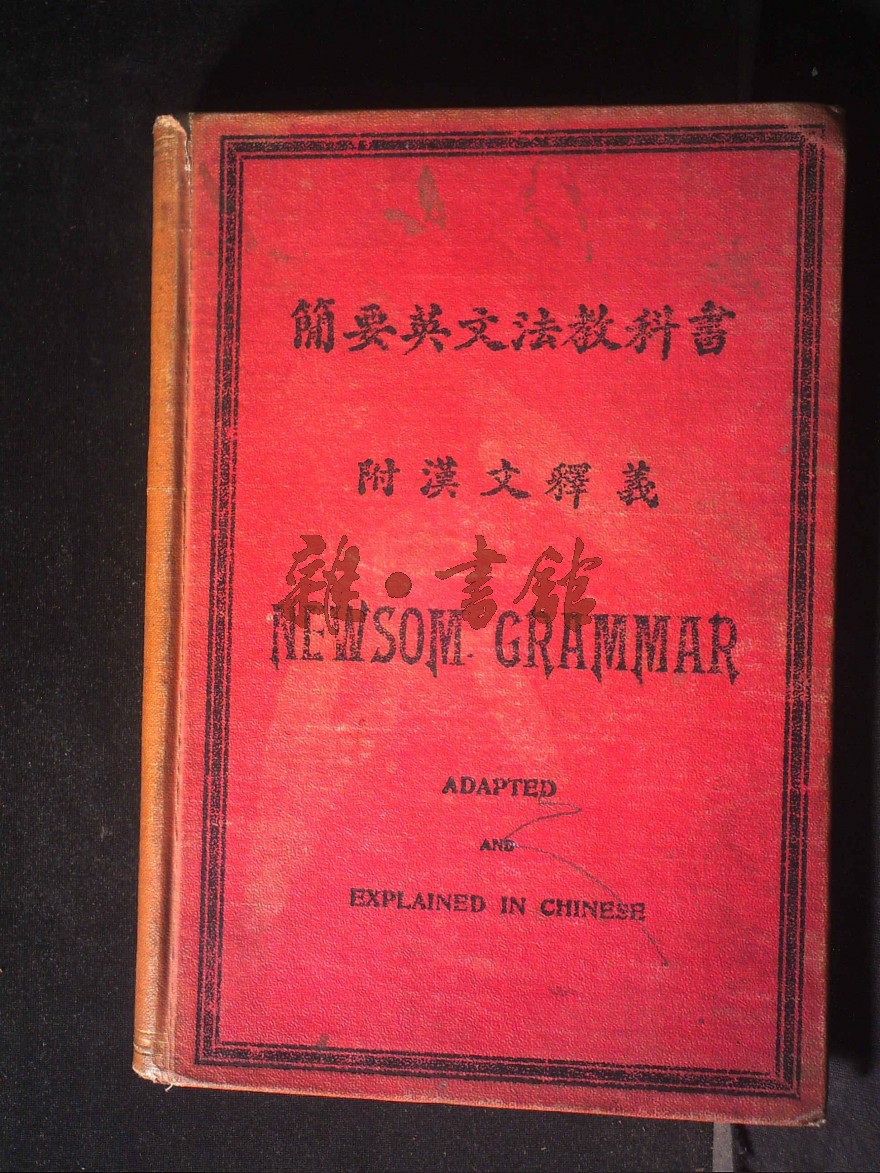 簡要英文法教科書
附漢文釋義
雜·書館
NEWSOM GRAMMAR
ADAPTED
AND
EXPLAINED IN CHINESE